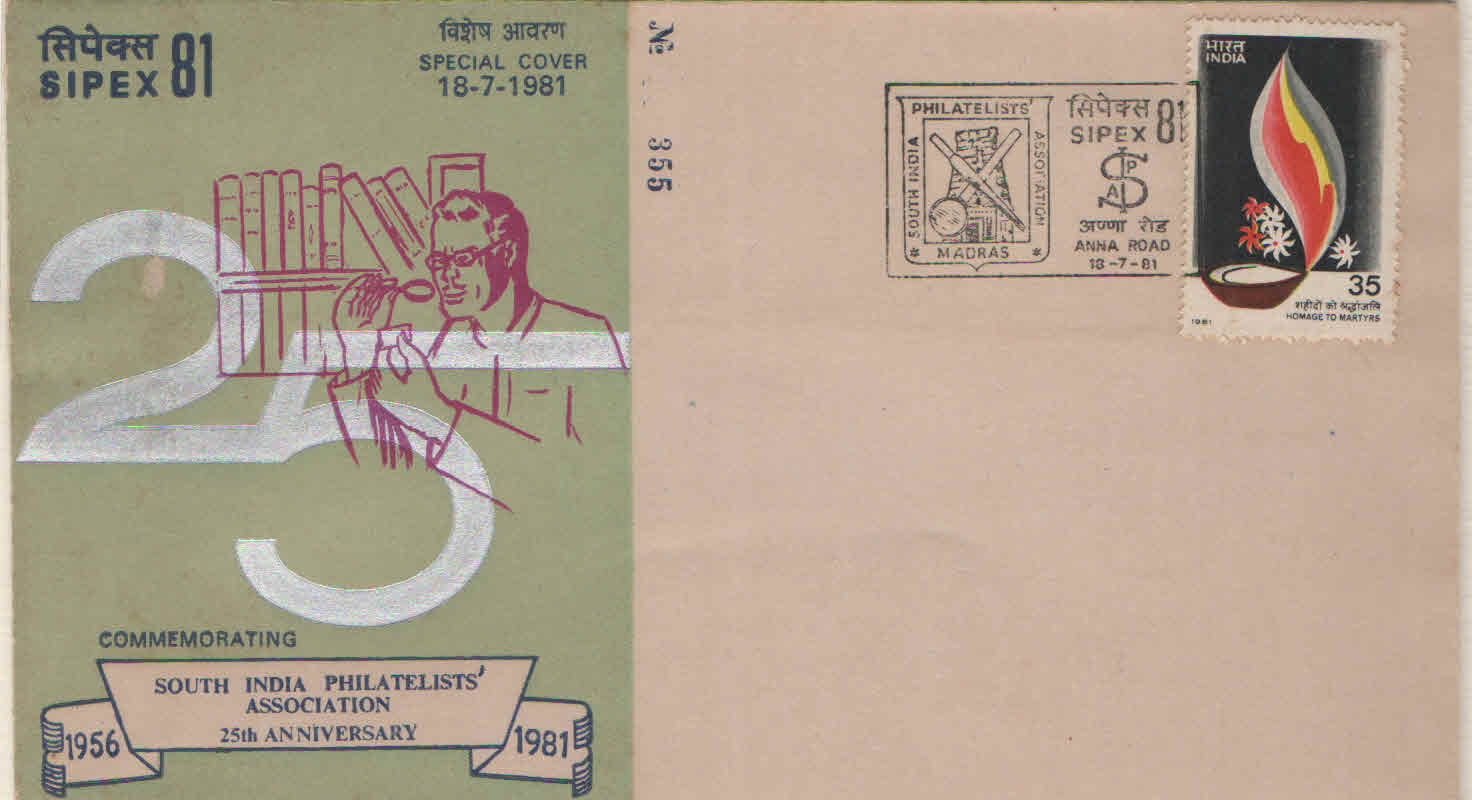 सिपेक्स 81
SIPEX
विशेष आवरण
SPECIAL COVER
18-7-1981
COMMEMORATING
SOUTH INDIA PHILATELISTS'
ASSOCIATION
25th ANNIVERSARY
1956
1981
25
No 355
PHILATELISTS'
SOUTH INDIA
ASSOCIATION
* MADRAS *
सिपेक्स 81
SIPEX
S
P
A
I
अण्णा रोड
ANNA ROAD
18-7-81
भारत
INDIA
35
शहीदों को श्रद्धांजलि
HOMAGE TO MARTYRS
1981